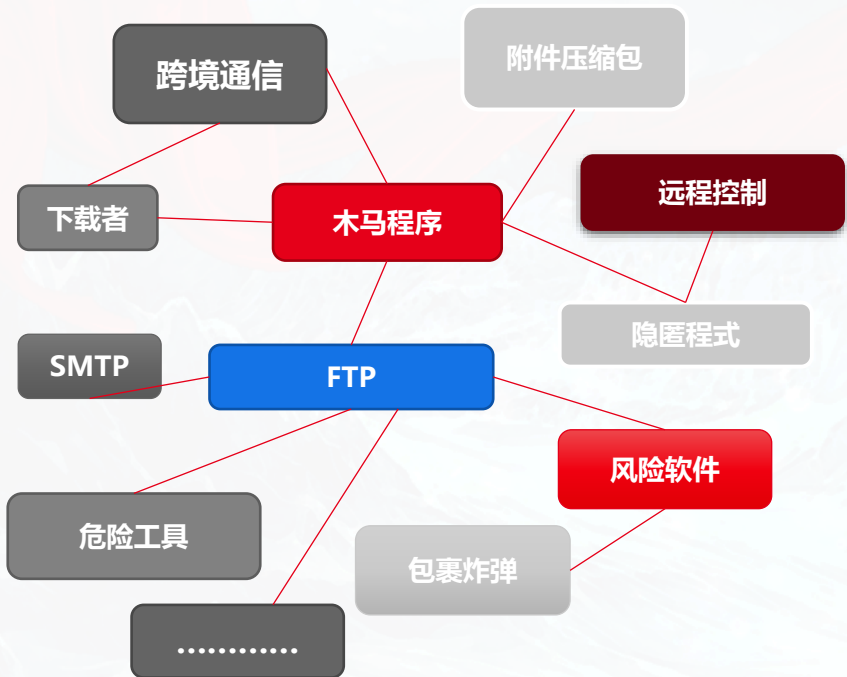 跨境通信
附件压缩包
远程控制
下载者
木马程序
隐匿程式
SMTP
FTP
风险软件
危险工具
包裹炸弹
............